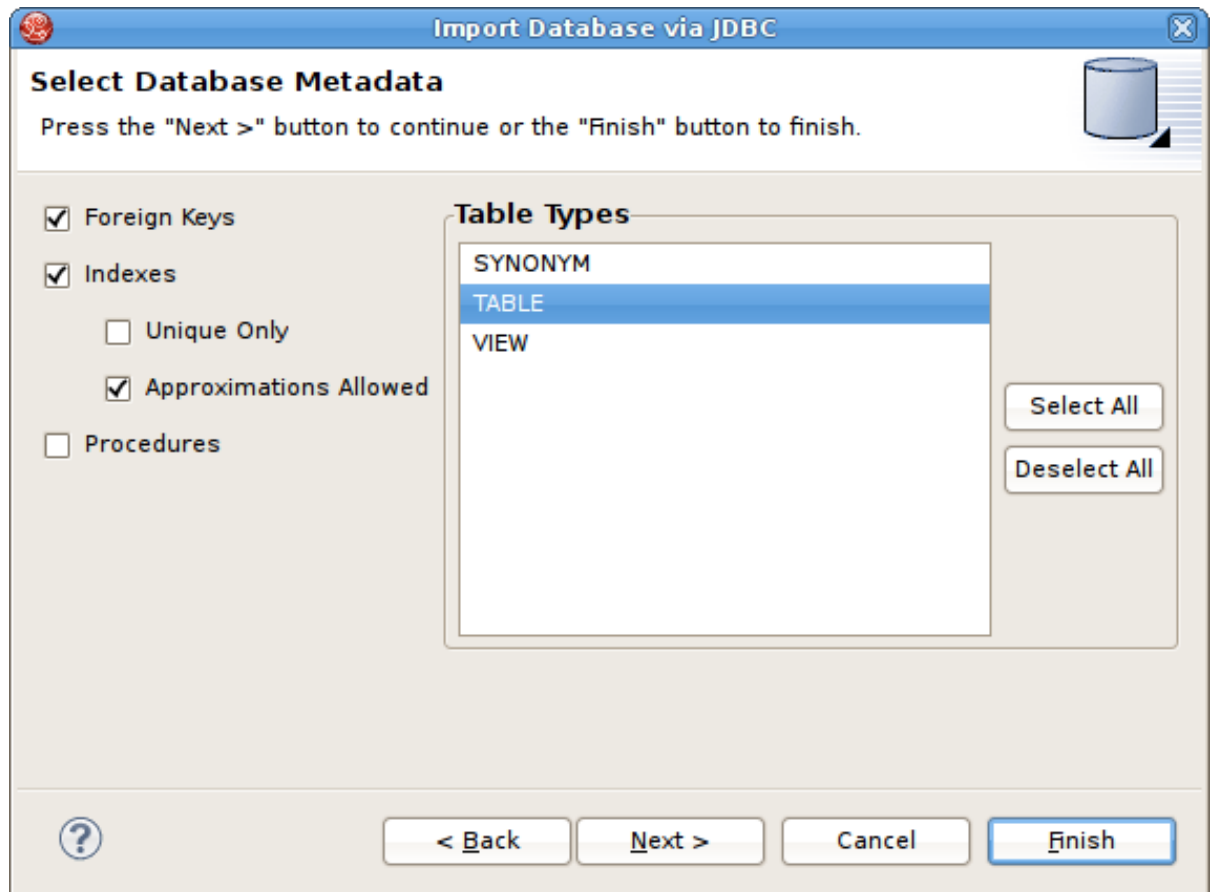 Import Database via JDBC
Select Database Metadata
Press the "Next >" button to continue or the "Finish" button to finish.
Foreign Keys
Indexes
Unique Only
Approximations Allowed
Procedures
Table Types
SYNONYM
TABLE
VIEW
Select All
Deselect All
?
< Back
Next >
Cancel
Finish